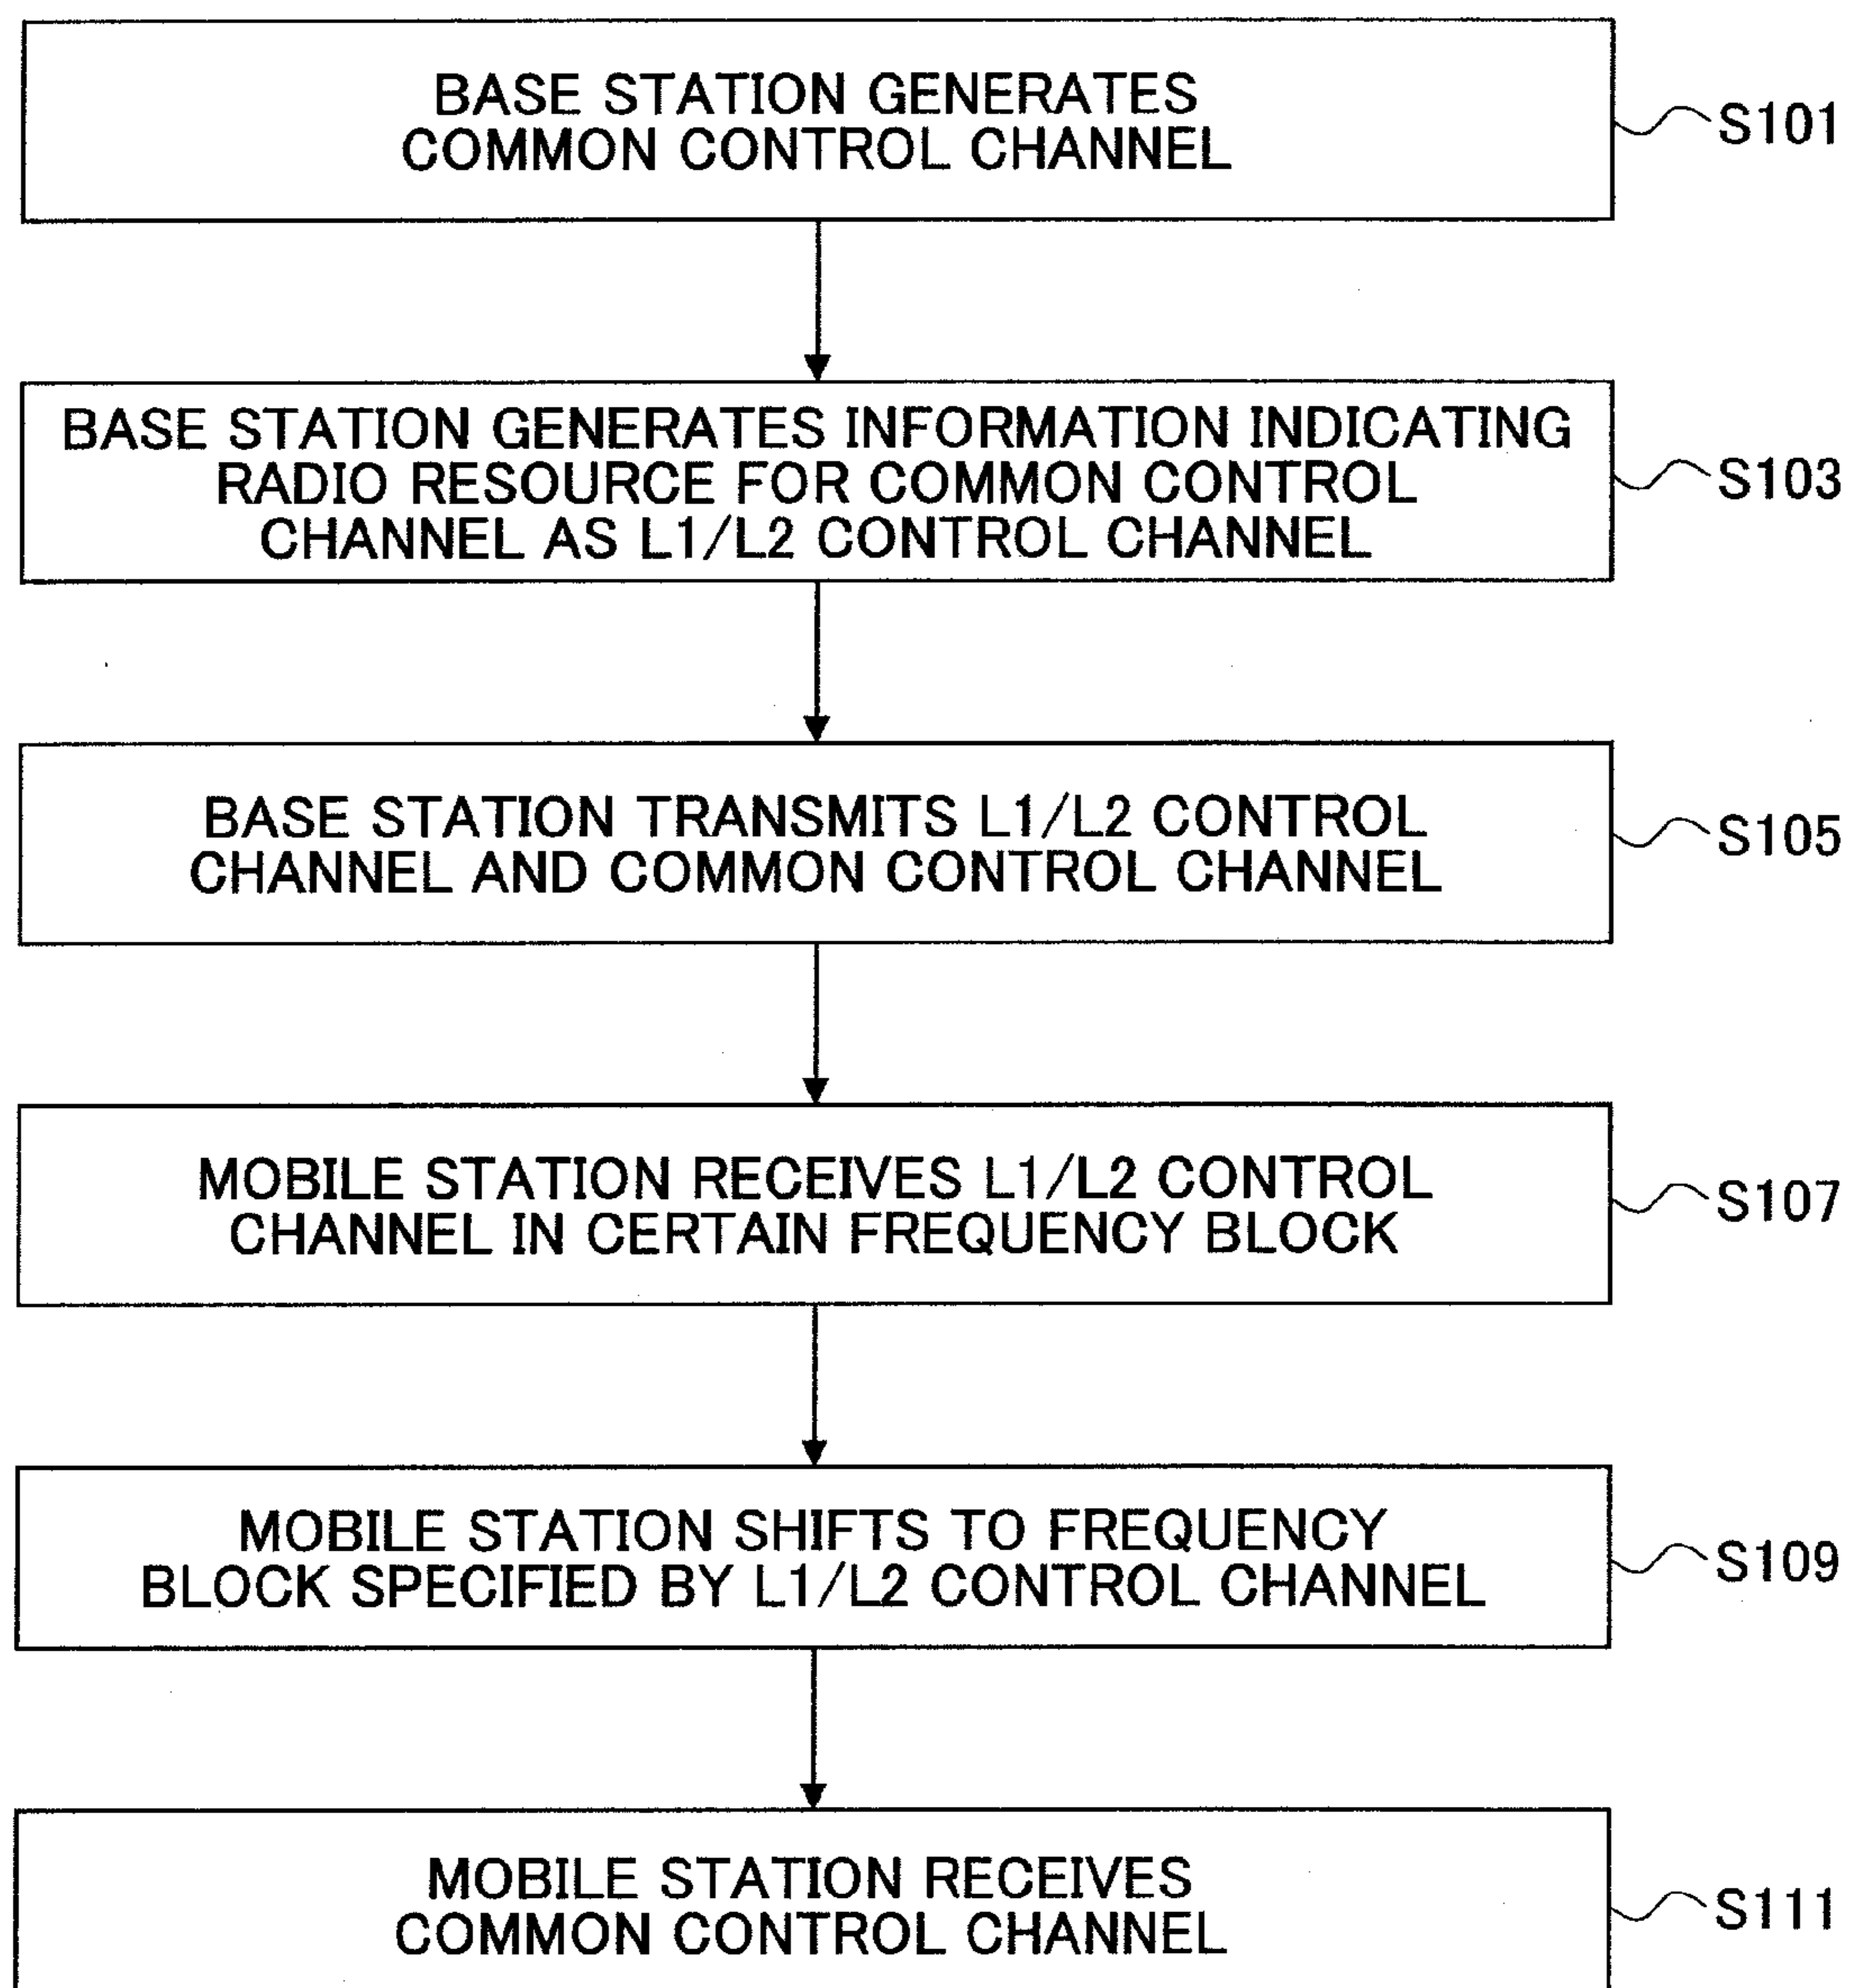 BASE STATION GENERATES
COMMON CONTROL CHANNEL
S101
BASE STATION GENERATES INFORMATION INDICATING
RADIO RESOURCE FOR COMMON CONTROL
CHANNEL AS L1/L2 CONTROL CHANNEL
S103
BASE STATION TRANSMITS L1/L2 CONTROL
CHANNEL AND COMMON CONTROL CHANNEL
S105
MOBILE STATION RECEIVES L1/L2 CONTROL
CHANNEL IN CERTAIN FREQUENCY BLOCK
S107
MOBILE STATION SHIFTS TO FREQUENCY
BLOCK SPECIFIED BY L1/L2 CONTROL CHANNEL
S109
MOBILE STATION RECEIVES
COMMON CONTROL CHANNEL
S111